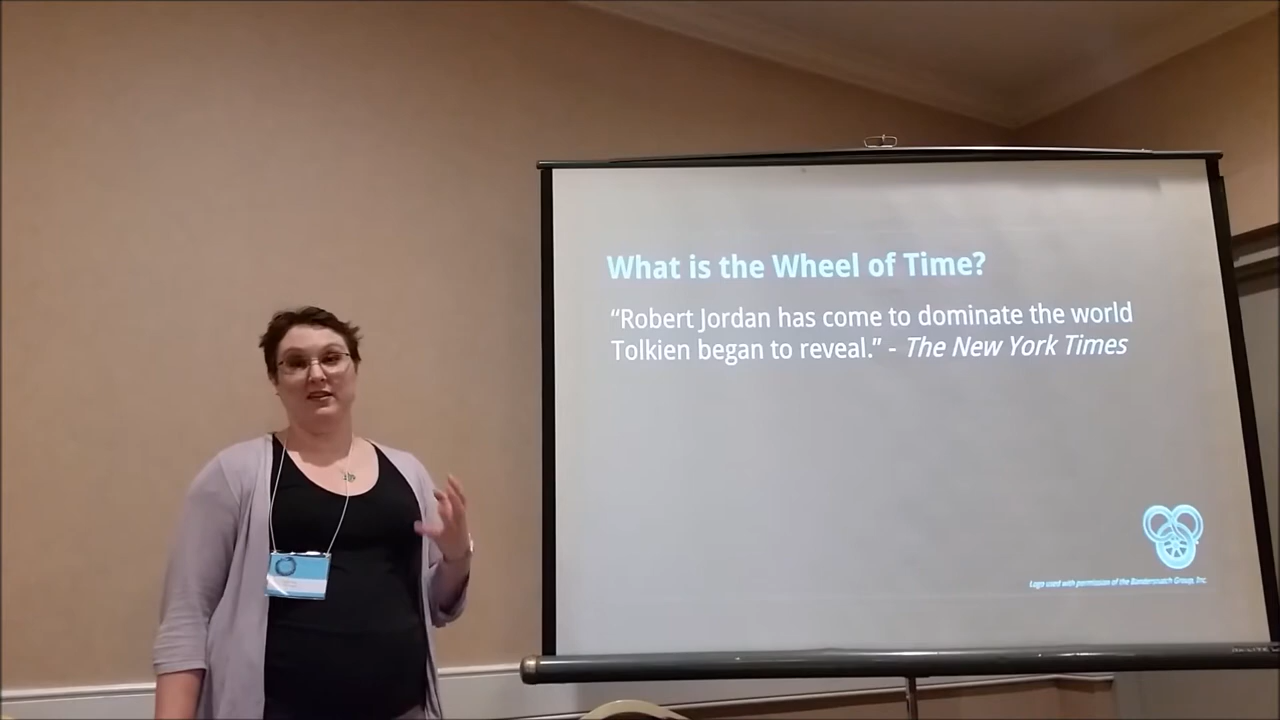 What is the Wheel of Time?
“Robert Jordan has come to dominate the world
Tolkien began to reveal.” - The New York Times
Logo used with permission of the Bandersnatch Group, Inc.